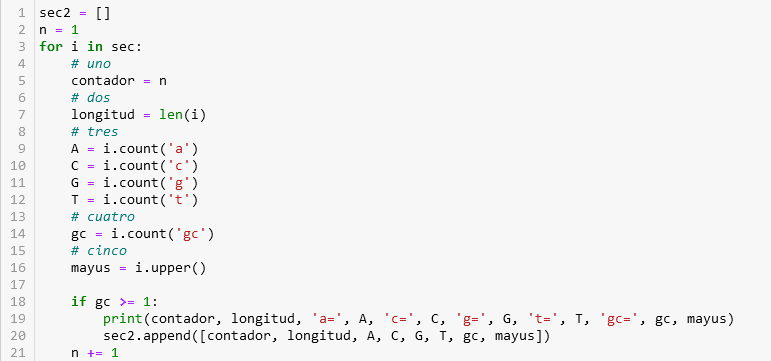 1 sec2 = []
2 n = 1
3 for i in sec:
4     # uno
5     contador = n
6     # dos
7     longitud = len(i)
8     # tres
9     A = i.count('a')
10     C = i.count('c')
11     G = i.count('g')
12     T = i.count('t')
13     # cuatro
14     gc = i.count('gc')
15     # cinco
16     mayus = i.upper()
17
18     if gc >= 1:
19         print(contador, longitud, 'a=', A, 'c=', C, 'g=', G, 't=', T, 'gc=', gc, mayus)
20         sec2.append([contador, longitud, A, C, G, T, gc, mayus])
21     n += 1